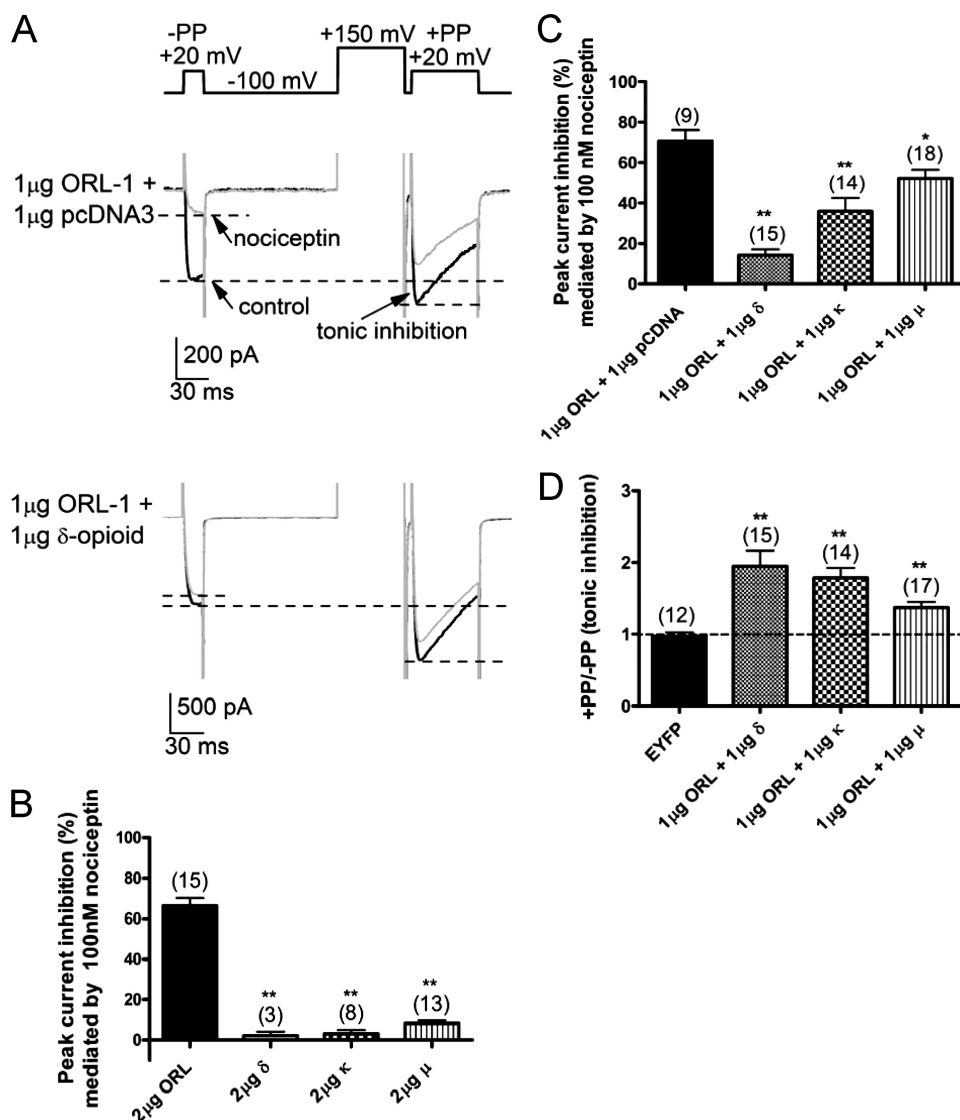 A
-PP
+20 mV
-100 mV
+150 mV
+PP
+20 mV
1μg ORL-1 +
1μg pcDNA3
nociceptin
control
tonic inhibition
200 pA
30 ms
1μg ORL-1 +
1μg δ-opioid
500 pA
30 ms
B
Peak current inhibition (%)
mediated by 100nM nociceptin
100
80
60
40
20
0
(15)
**
(3)
**
(8)
**
(13)
2μg ORL
2μg δ
2μg κ
2μg μ
C
Peak current inhibition (%)
mediated by 100 nM nociceptin
100
80
60
40
20
0
(9)
**
(15)
**
(14)
*
(18)
1μg ORL + 1μg pCDNA
1μg ORL + 1μg δ
1μg ORL + 1μg κ
1μg ORL + 1μg μ
D
+PP/-PP (tonic inhibition)
3
2
1
0
(12)
**
(15)
**
(14)
**
(17)
EYFP
1μg ORL + 1μg δ
1μg ORL + 1μg κ
1μg ORL + 1μg μ